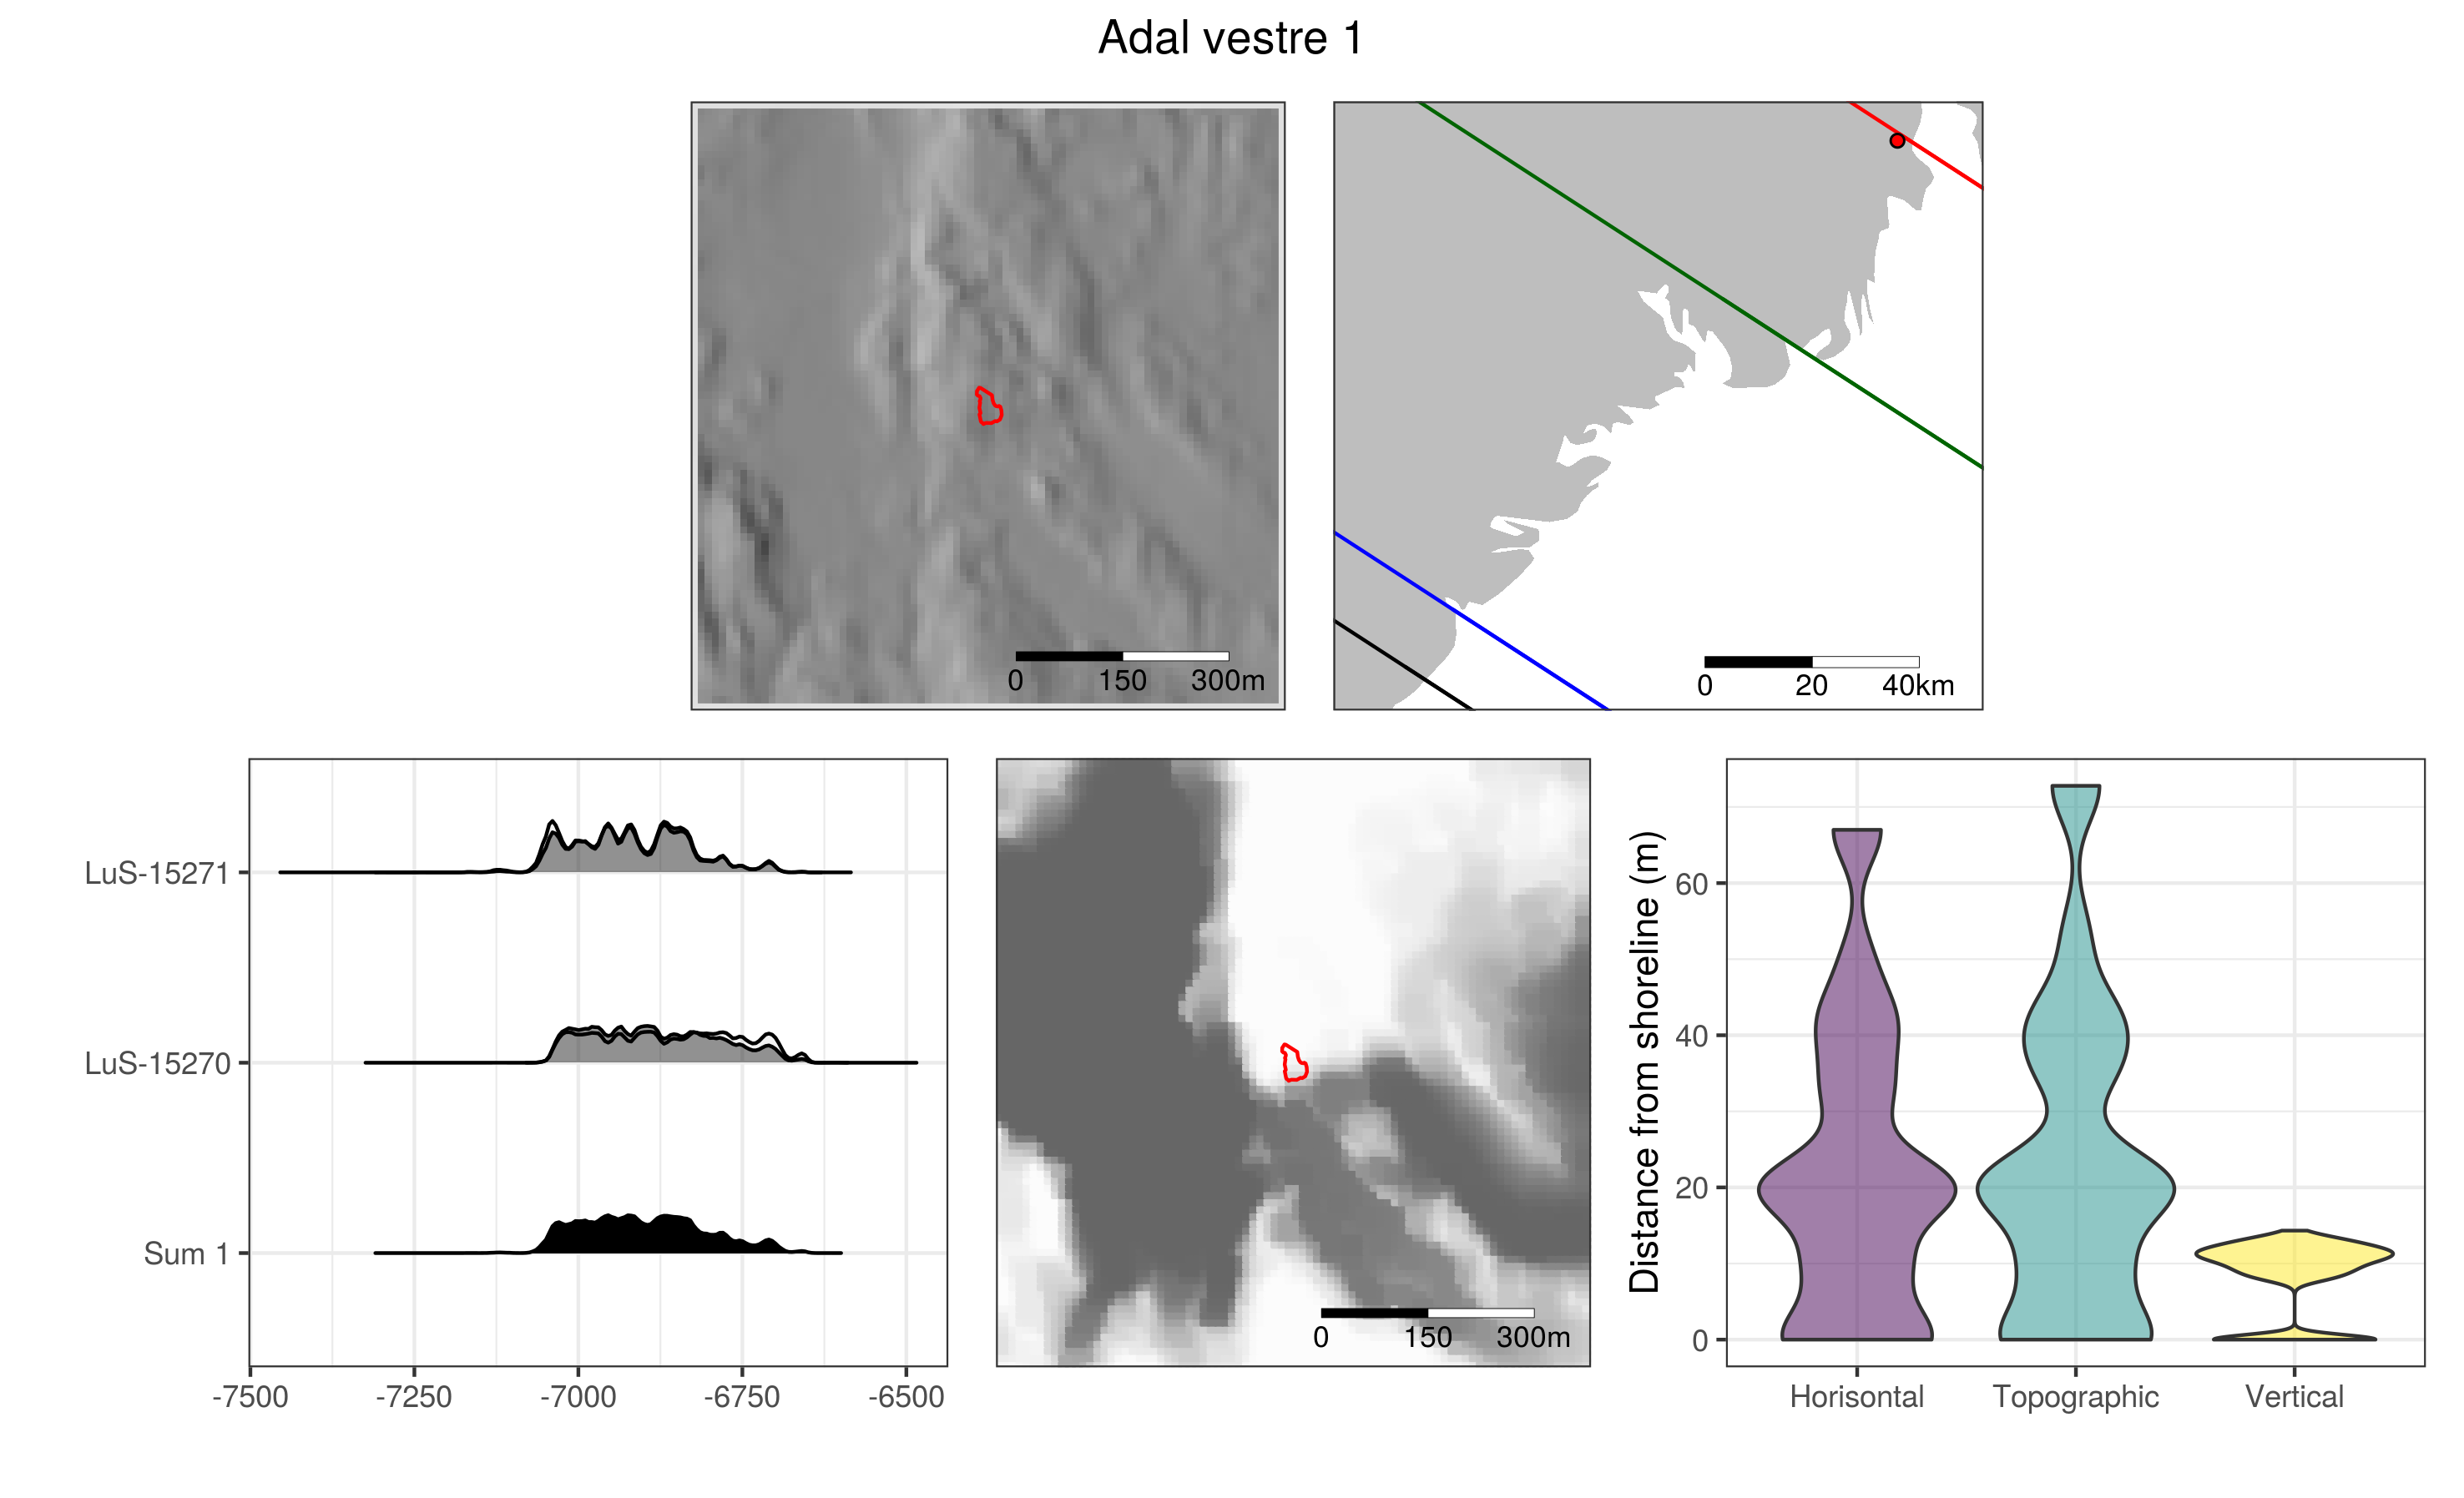 Adal vestre 1
0 150 300m
0 20 40km
LuS-15271
LuS-15270
Sum 1
-7500 -7250 -7000 -6750 -6500
0 150 300m
Distance from shoreline (m)
60
40
20
0
Horisontal Topographic Vertical